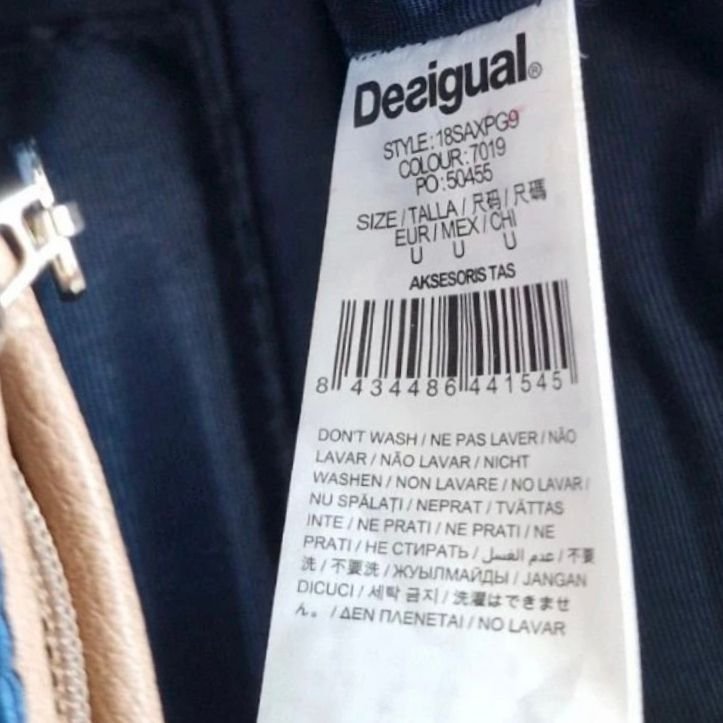 Desigual®
STYLE:18SAXPG9
COLOUR:7019
PO:50455
SIZE/TALLA/尺码/尺碼
EUR/MEX/CHI
U U U
AKSESORIS TAS
8 434486 441545
DON'T WASH / NE PAS LAVER / NÃO
LAVAR / NÃO LAVAR / NICHT
WASHEN / NON LAVARE / NO LAVAR /
NU SPĂLAȚI / NEPRAT / TVÄTTAS
INTE / NE PRATI / NE PRATI / NE
PRATI / НЕ СТИРАТЬ / عدم الغسل / 不要
洗 / 不要洗 / ЖУЫЛМАЙДЫ / JANGAN
DICUCI / 세탁 금지 / 洗濯はできませ
ん。 / ΔΕΝ ΠΛΕΝΕΤΑΙ / NO LAVAR